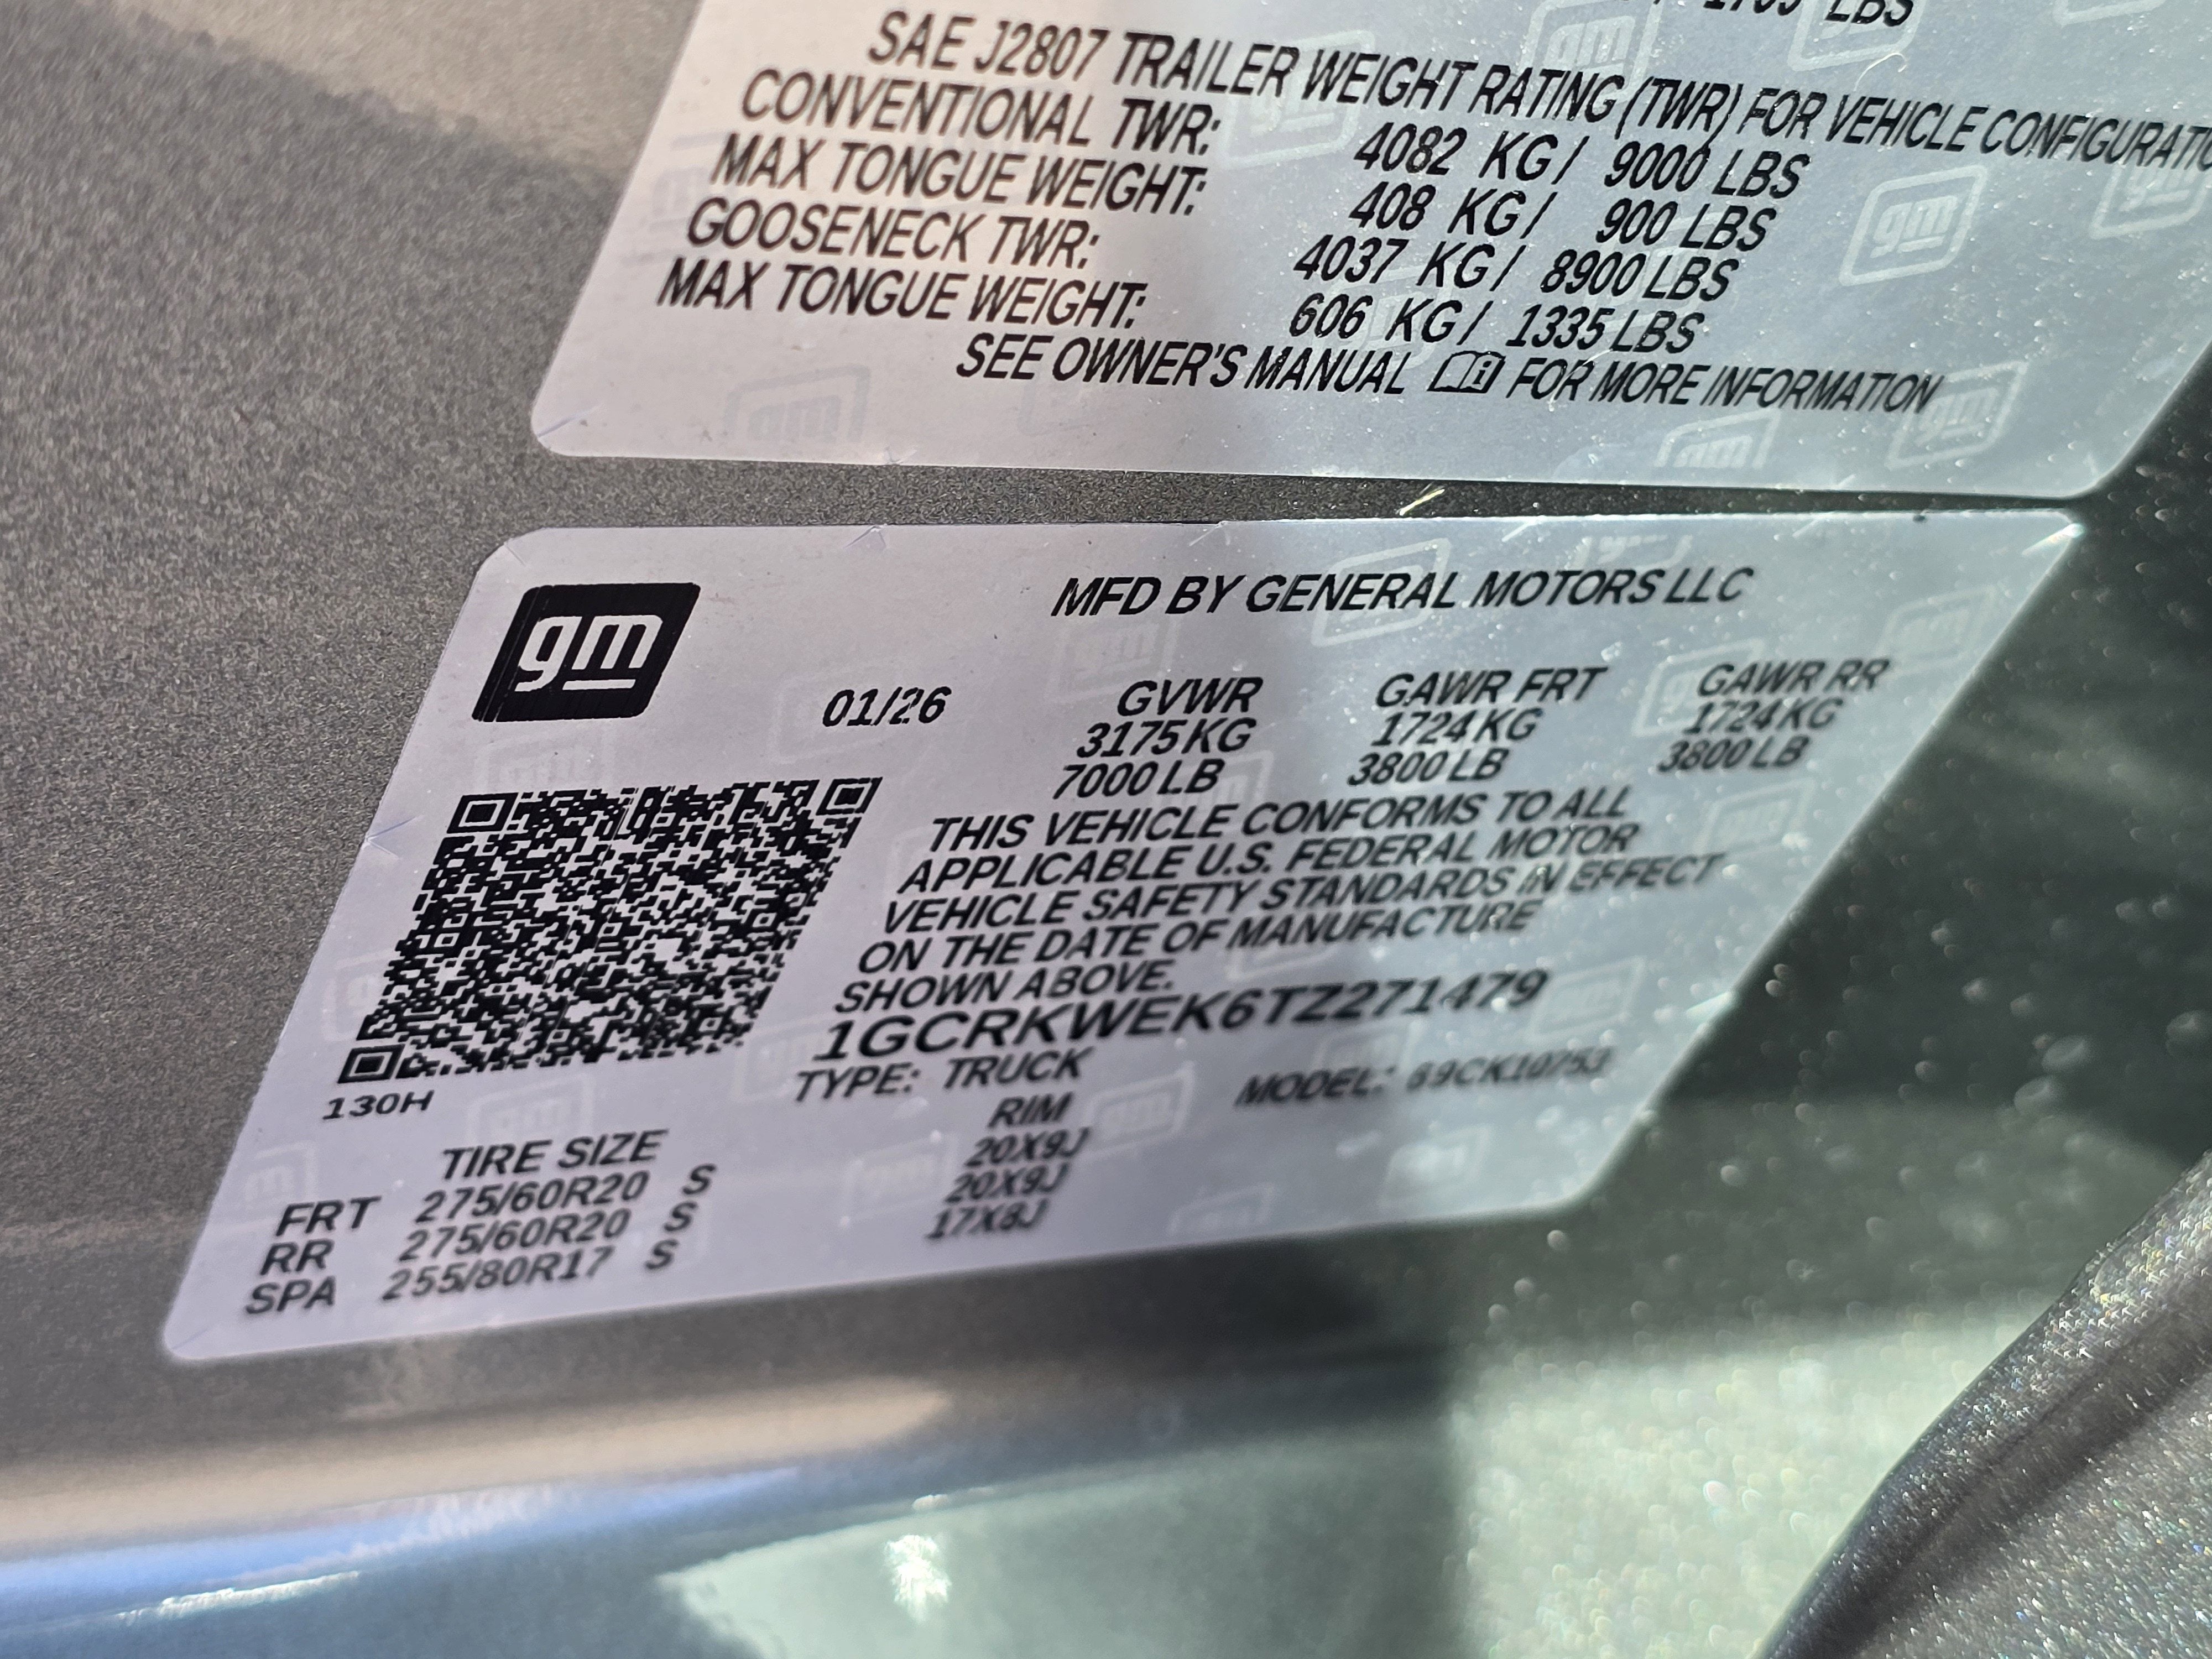 LBS
SAE J2807 TRAILER WEIGHT RATING (TWR) FOR VEHICLE
CONVENTIONAL TWR: 4082 KG / 9000 LBS
MAX TONGUE WEIGHT: 408 KG / 900 LBS
GOOSENECK TWR: 4037 KG / 8900 LBS
MAX TONGUE WEIGHT: 606 KG / 1335 LBS
SEE OWNER'S MANUAL FOR MORE INFORMATION
gm
MFD BY GENERAL MOTORS LLC
01/26 GVWR GAWR FRT GAWR RR
3175 KG 1724 KG 1724 KG
7000 LB 3800 LB 3800 LB
THIS VEHICLE CONFORMS TO ALL
APPLICABLE U.S. FEDERAL MOTOR
VEHICLE SAFETY STANDARDS IN EFFECT
ON THE DATE OF MANUFACTURE
SHOWN ABOVE.
1GCRKWEK6TZ271479
TYPE: TRUCK MODEL:
130H
TIRE SIZE RIM
FRT 275/60R20 S 20X9J
RR 275/60R20 S 20X9J
SPA 255/80R17 S 17X8J